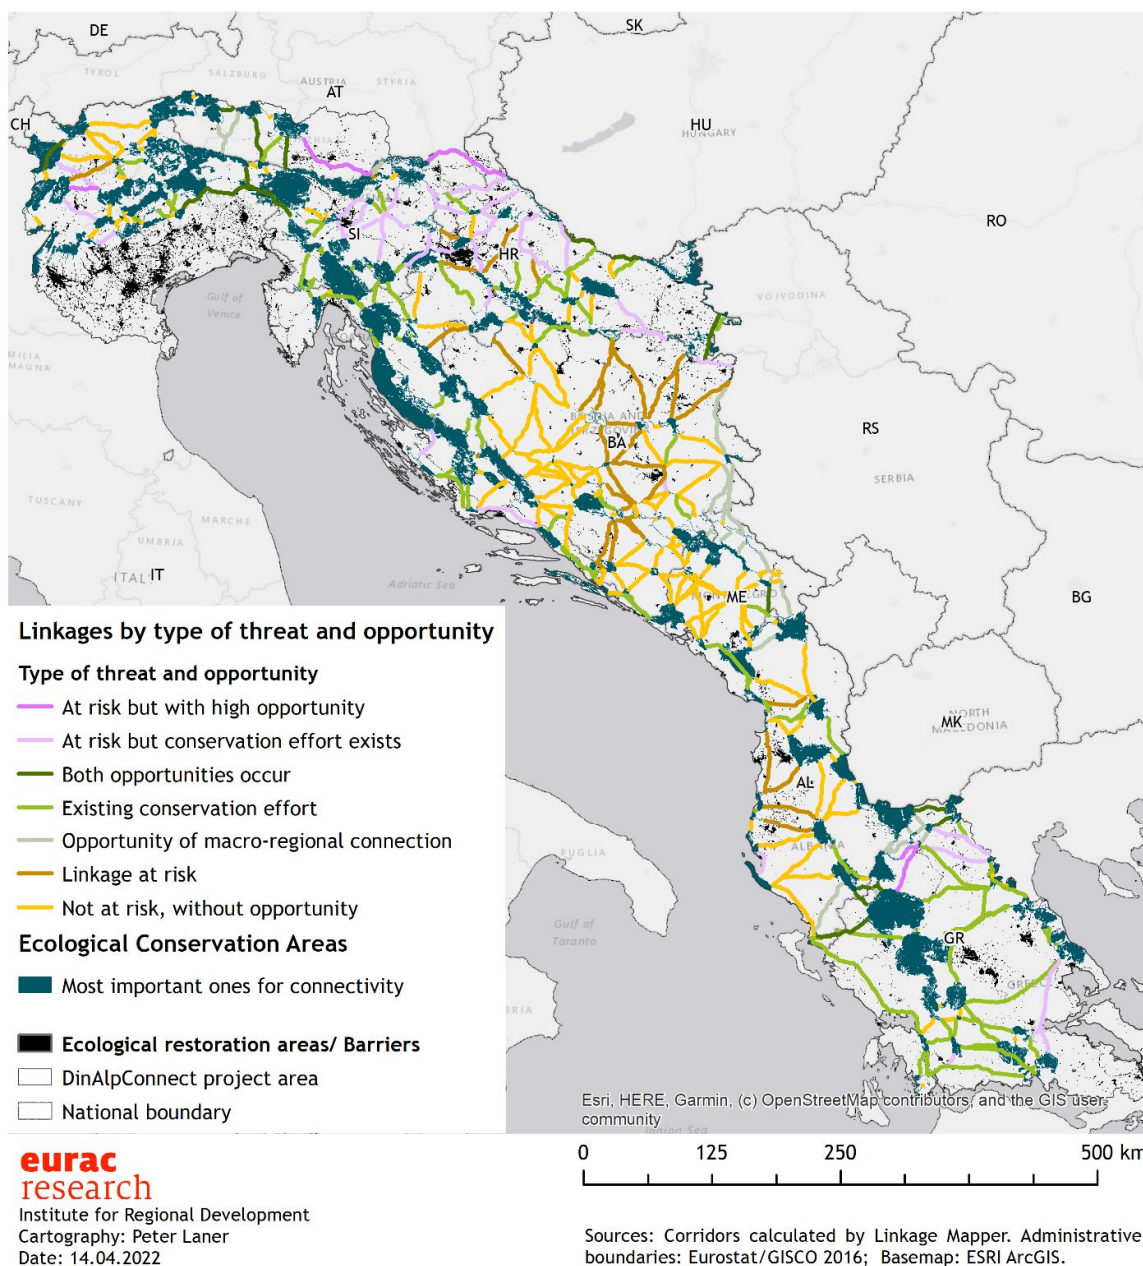 DE
SK
TYROL
SALZBURG
AUSTRIA
STYRIA
AT
CH
HU
HUNGARY
RO
SI
HR
Gulf of
Venice
VOJVODINA
BA
RS
SERBIA
TUSCANY
MARCHE
UMBRIA
ITAL
IT
Adriatic Sea
ME
BG
NORTH
MACEDONIA
MK
AL
ALBANIA
PUGLIA
Gulf of
Taranto
GR
GREECE
Linkages by type of threat and opportunity
Type of threat and opportunity
At risk but with high opportunity
At risk but conservation effort exists
Both opportunities occur
Existing conservation effort
Opportunity of macro-regional connection
Linkage at risk
Not at risk, without opportunity
Ecological Conservation Areas
Most important ones for connectivity
Ecological restoration areas/ Barriers
DinAlpConnect project area
National boundary
Esri, HERE, Garmin, (c) OpenStreetMap contributors, and the GIS user
community
Ionian Sea
eurac
research
Institute for Regional Development
Cartography: Peter Laner
Date: 14.04.2022
0 125 250 500 km
Sources: Corridors calculated by Linkage Mapper. Administrative
boundaries: Eurostat/GISCO 2016; Basemap: ESRI ArcGIS.